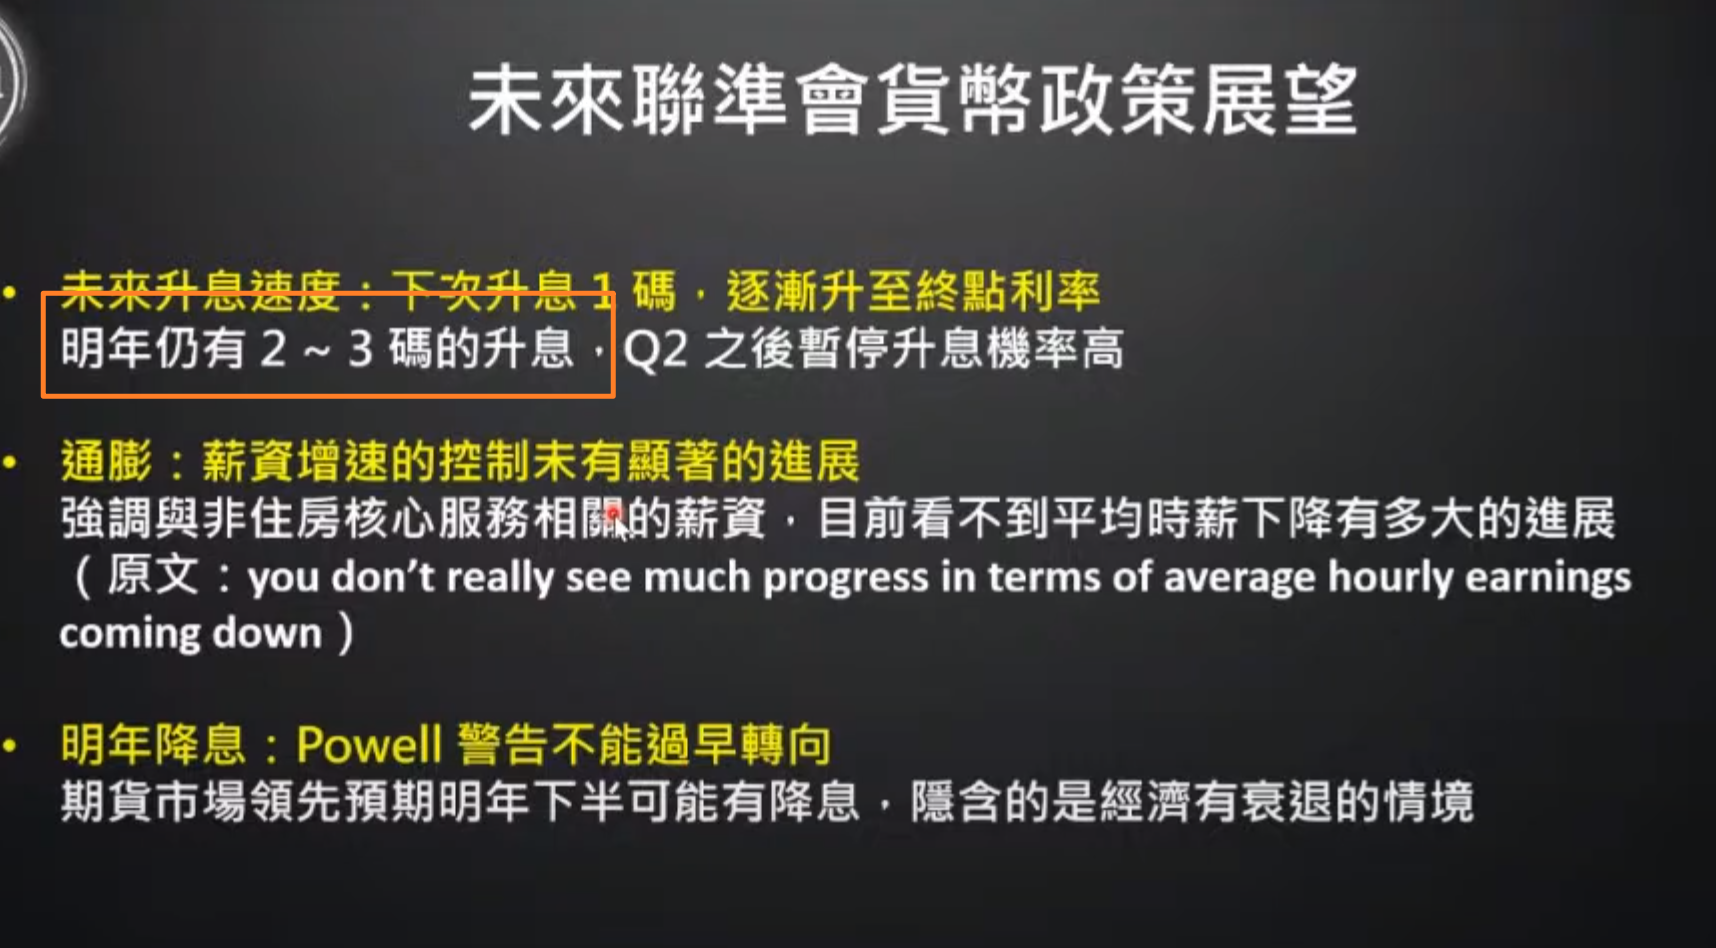 未來聯準會貨幣政策展望
• 未來升息速度：下次升息 1 碼，逐漸升至終點利率
明年仍有 2 ~ 3 碼的升息，Q2 之後暫停升息機率高
• 通膨：薪資增速的控制未有顯著的進展
強調與非住房核心服務相關的薪資，目前看不到平均時薪下降有多大的進展
（原文：you don’t really see much progress in terms of average hourly earnings
coming down）
• 明年降息：Powell 警告不能過早轉向
期貨市場領先預期明年下半可能有降息，隱含的是經濟有衰退的情境